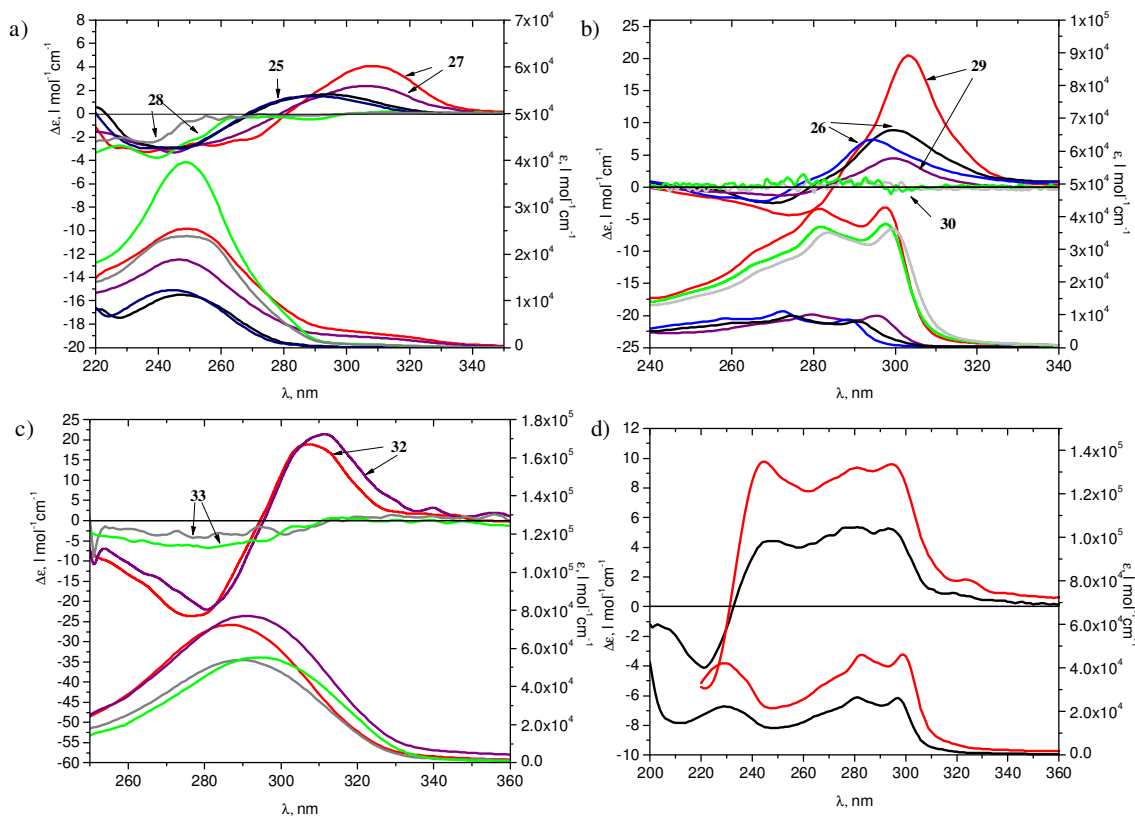 a)
8
6
4
2
0
-2
-4
-6
-8
-10
-12
-14
-16
-18
-20
Δε, l mol⁻¹cm⁻¹
25
27
28
7x10⁴
6x10⁴
5x10⁴
4x10⁴
3x10⁴
2x10⁴
1x10⁴
0
ε, l mol⁻¹cm⁻¹
220 240 260 280 300 320 340
λ, nm
b)
25
20
15
10
5
0
-5
-10
-15
-20
-25
Δε, l mol⁻¹cm⁻¹
29
26
30
1x10⁵
9x10⁴
8x10⁴
7x10⁴
6x10⁴
5x10⁴
4x10⁴
3x10⁴
2x10⁴
1x10⁴
0
ε, l mol⁻¹cm⁻¹
240 260 280 300 320 340
λ, nm
c)
25
20
15
10
5
0
-5
-10
-15
-20
-25
-30
-35
-40
-45
-50
-55
-60
Δε, l mol⁻¹cm⁻¹
32
33
1.8x10⁵
1.6x10⁵
1.4x10⁵
1.2x10⁵
1.0x10⁵
8.0x10⁴
6.0x10⁴
4.0x10⁴
2.0x10⁴
0.0
ε, l mol⁻¹cm⁻¹
260 280 300 320 340 360
λ, nm
d)
12
10
8
6
4
2
0
-2
-4
-6
-8
-10
Δε, l mol⁻¹cm⁻¹
1.4x10⁵
1.2x10⁵
1.0x10⁵
8.0x10⁴
6.0x10⁴
4.0x10⁴
2.0x10⁴
0.0
ε, l mol⁻¹cm⁻¹
200 220 240 260 280 300 320 340 360
λ, nm